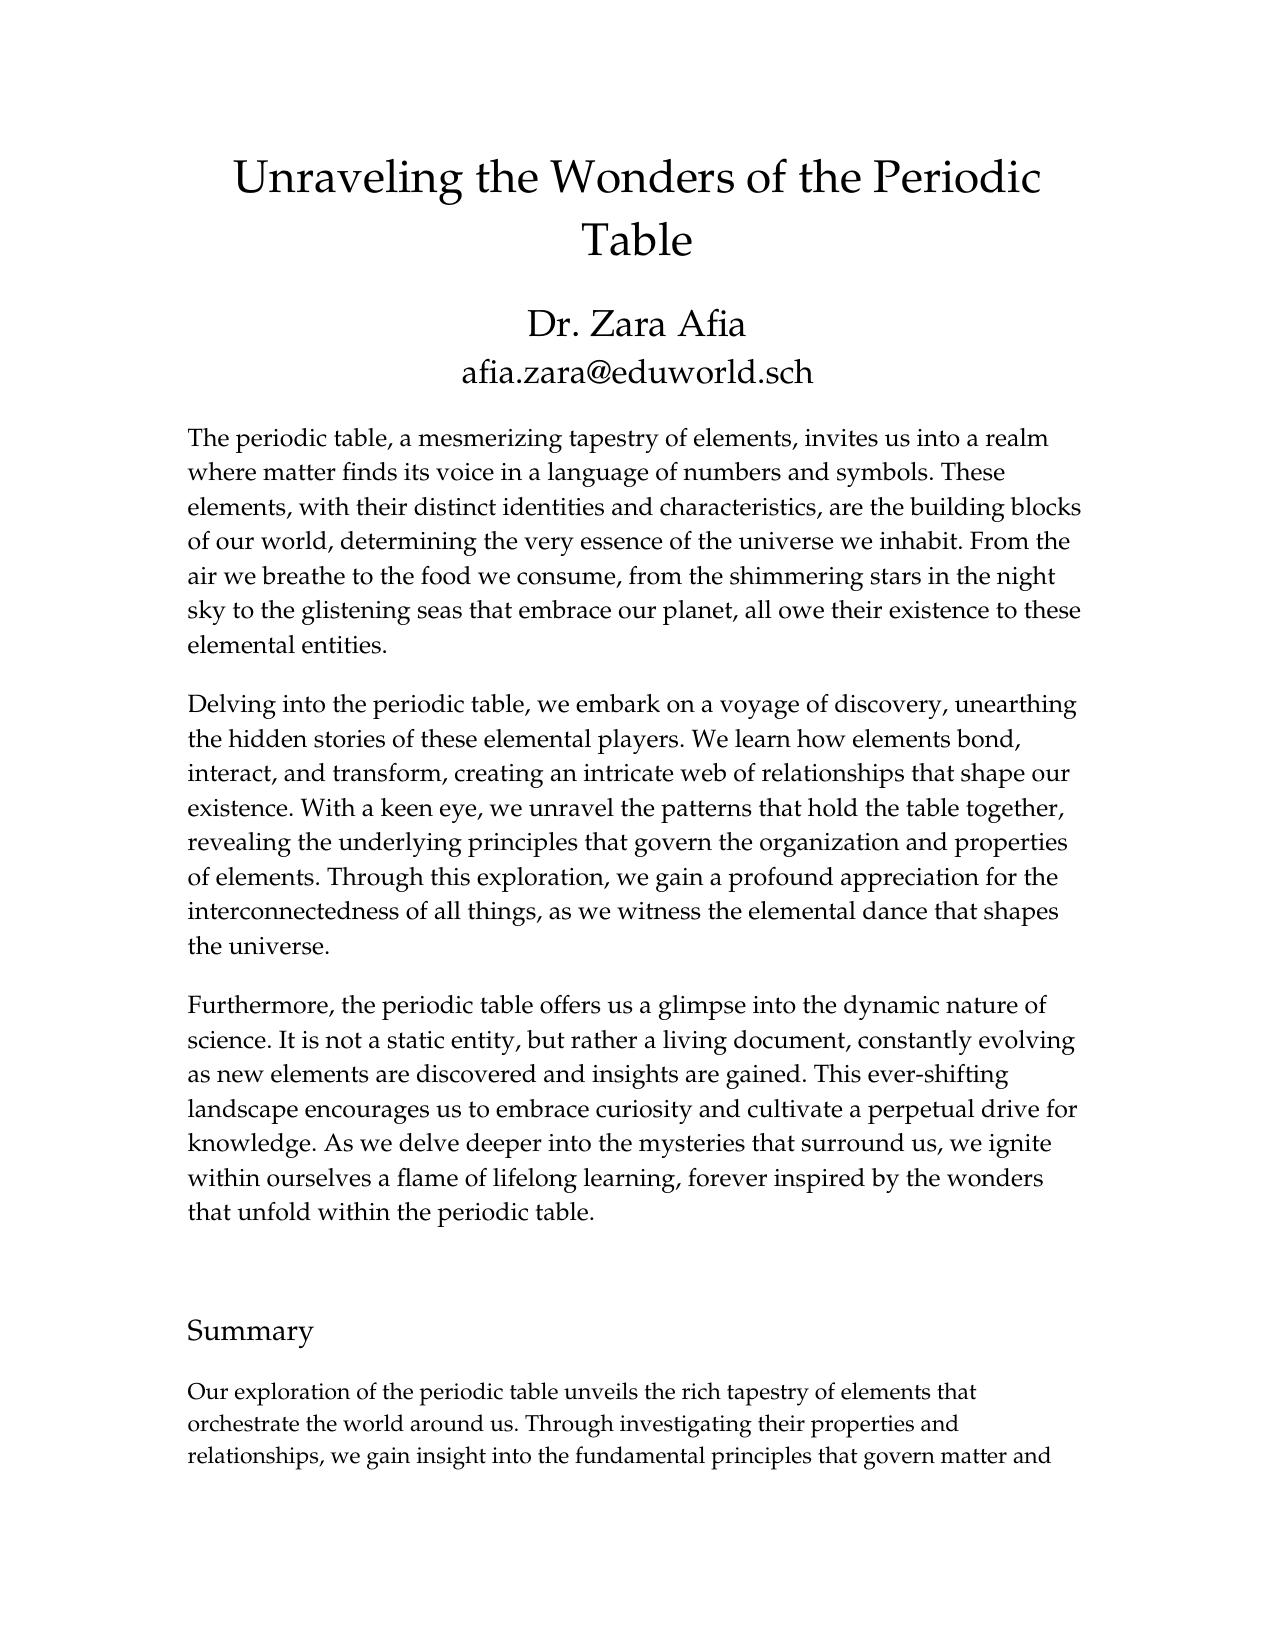 Unraveling the Wonders of the Periodic
Table
Dr. Zara Afia
afia.zara@eduworld.sch
The periodic table, a mesmerizing tapestry of elements, invites us into a realm
where matter finds its voice in a language of numbers and symbols. These
elements, with their distinct identities and characteristics, are the building blocks
of our world, determining the very essence of the universe we inhabit. From the
air we breathe to the food we consume, from the shimmering stars in the night
sky to the glistening seas that embrace our planet, all owe their existence to these
elemental entities.
Delving into the periodic table, we embark on a voyage of discovery, unearthing
the hidden stories of these elemental players. We learn how elements bond,
interact, and transform, creating an intricate web of relationships that shape our
existence. With a keen eye, we unravel the patterns that hold the table together,
revealing the underlying principles that govern the organization and properties
of elements. Through this exploration, we gain a profound appreciation for the
interconnectedness of all things, as we witness the elemental dance that shapes
the universe.
Furthermore, the periodic table offers us a glimpse into the dynamic nature of
science. It is not a static entity, but rather a living document, constantly evolving
as new elements are discovered and insights are gained. This ever-shifting
landscape encourages us to embrace curiosity and cultivate a perpetual drive for
knowledge. As we delve deeper into the mysteries that surround us, we ignite
within ourselves a flame of lifelong learning, forever inspired by the wonders
that unfold within the periodic table.
Summary
Our exploration of the periodic table unveils the rich tapestry of elements that
orchestrate the world around us. Through investigating their properties and
relationships, we gain insight into the fundamental principles that govern matter and